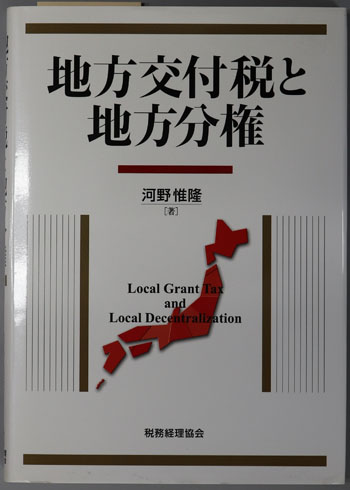 地方交付税と
地方分権
河野惟隆
[著]
Local Grant Tax
and
Local Decentralization
税務経理協会